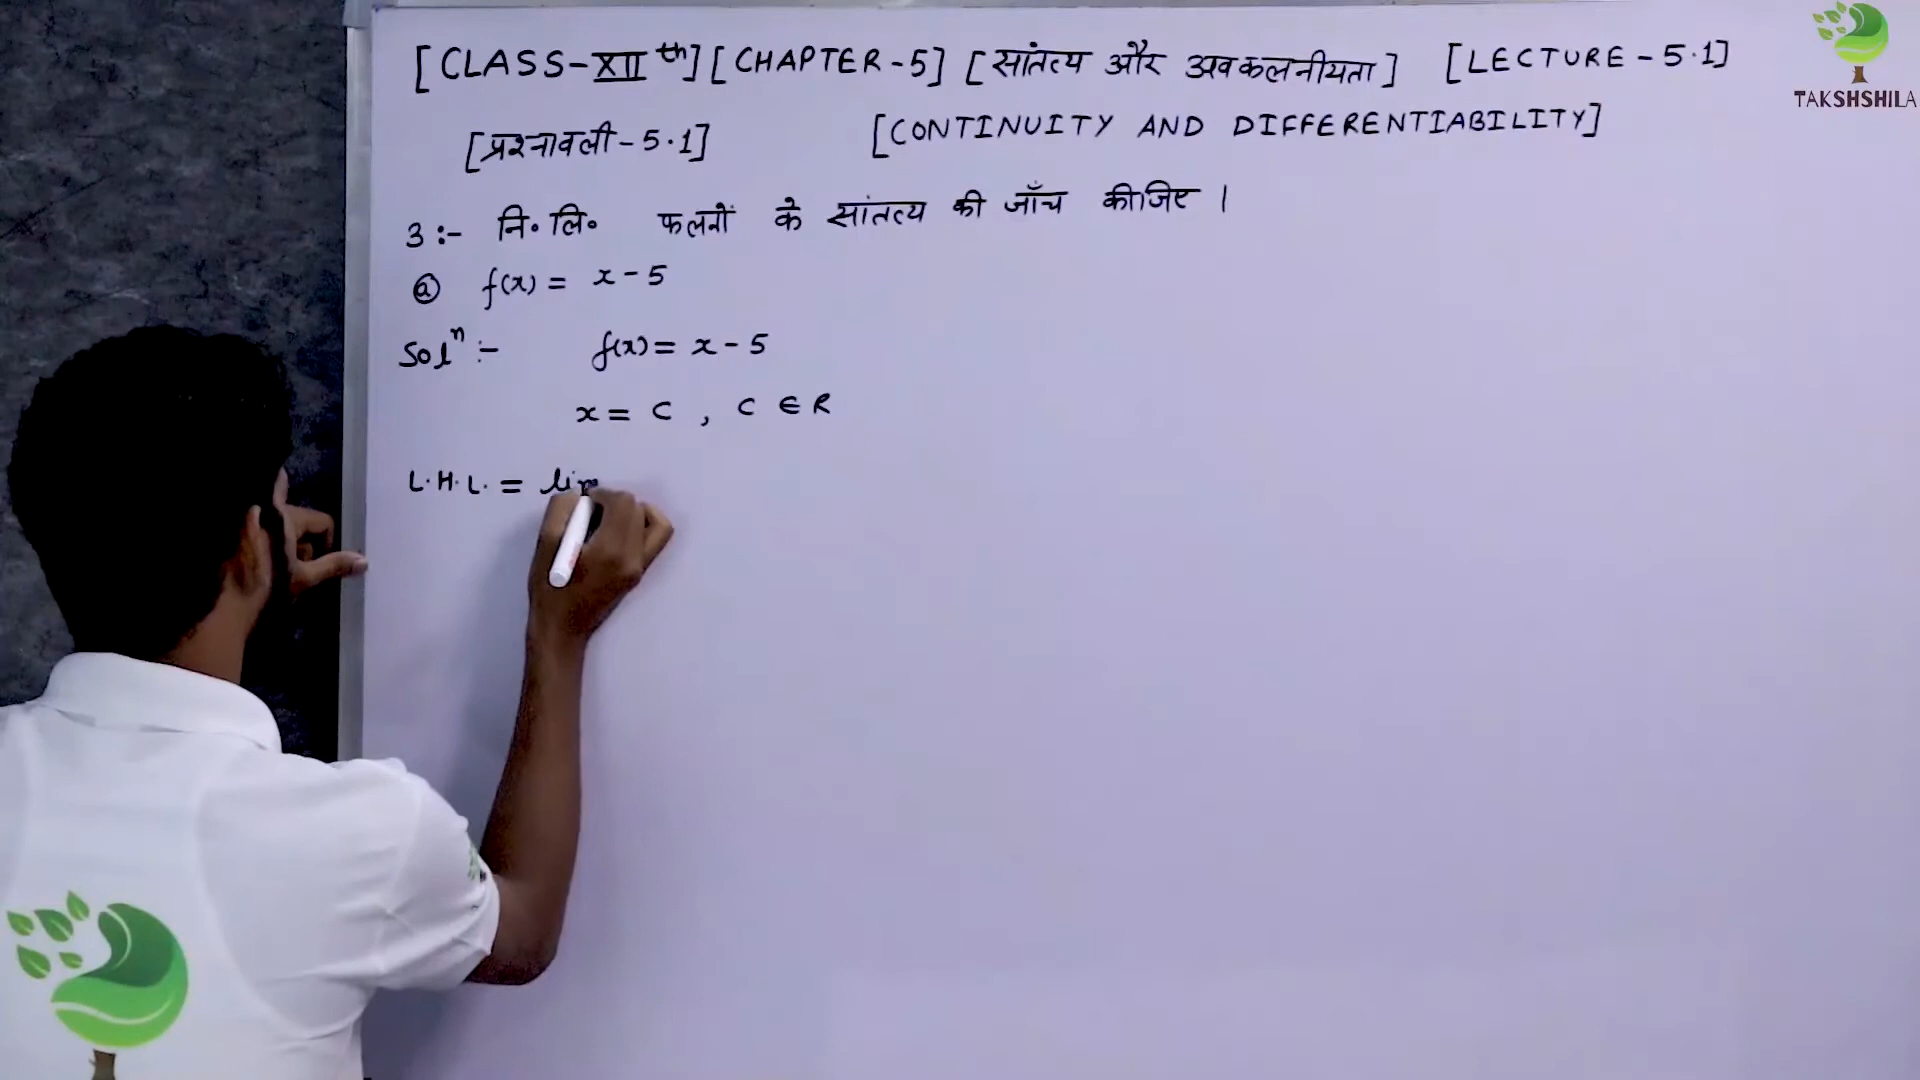 [CLASS-XII th] [CHAPTER-5] [सांतत्य और अवकलनीयता] [LECTURE-5.1]
TAKSHSHILA
[प्रश्नावली-5.1] [CONTINUITY AND DIFFERENTIABILITY]
3:- नि॰ लि॰ फलनों के सांतत्य की जाँच कीजिए ।
ⓐ f(x) = x - 5
Solⁿ :- f(x) = x - 5
x = C , C ∈ R
L.H.L. = lim